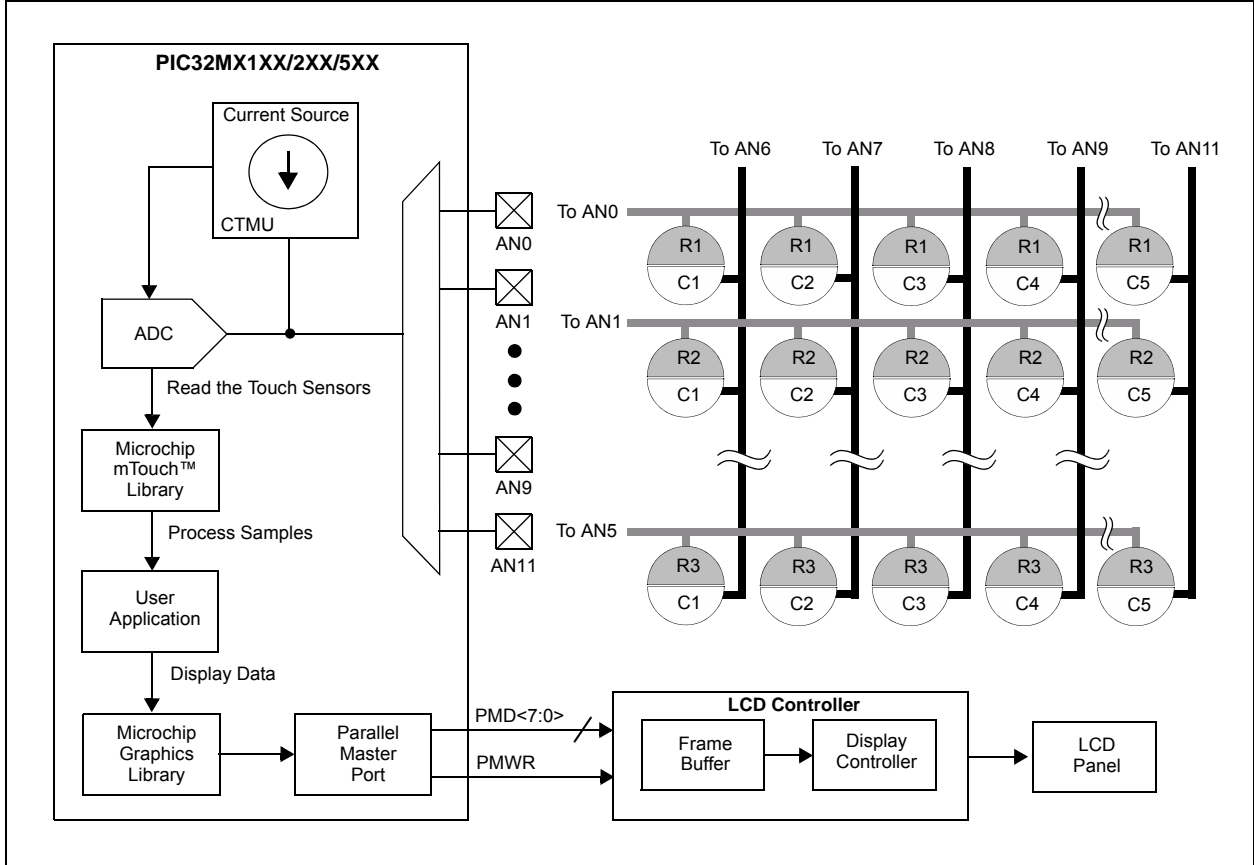 PIC32MX1XX/2XX/5XX
Current Source
CTMU
ADC
Read the Touch Sensors
Microchip
mTouch™
Library
Process Samples
User
Application
Display Data
Microchip
Graphics
Library
Parallel
Master
Port
AN0
AN1
AN9
AN11
To AN6
To AN7
To AN8
To AN9
To AN11
To AN0
R1 R1 R1 R1 R1
C1 C2 C3 C4 C5
To AN1
R2 R2 R2 R2 R2
C1 C2 C3 C4 C5
To AN5
R3 R3 R3 R3 R3
C1 C2 C3 C4 C5
PMD<7:0>
PMWR
LCD Controller
Frame
Buffer
Display
Controller
LCD
Panel